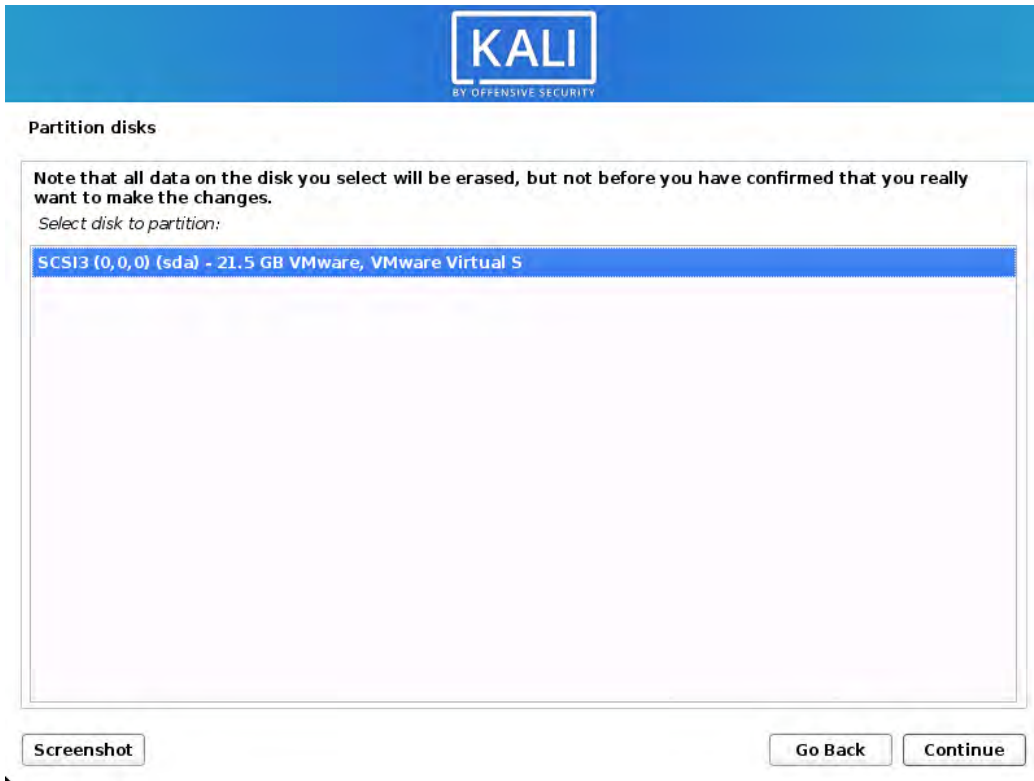 KALI
BY OFFENSIVE SECURITY
Partition disks
Note that all data on the disk you select will be erased, but not before you have confirmed that you really
want to make the changes.
Select disk to partition:
SCSI3 (0,0,0) (sda) - 21.5 GB VMware, VMware Virtual S
Screenshot
Go Back
Continue